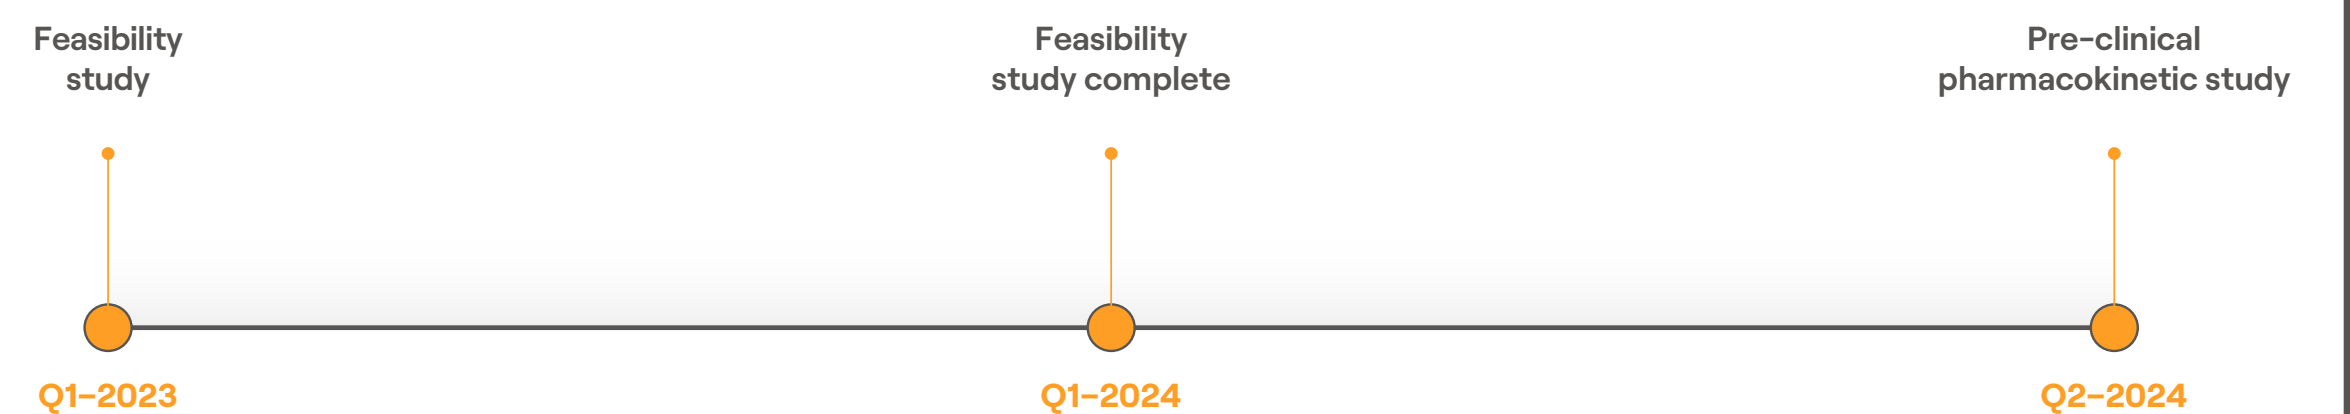 Feasibility
study
Feasibility
study complete
Pre-clinical
pharmacokinetic study
Q1–2023
Q1–2024
Q2–2024